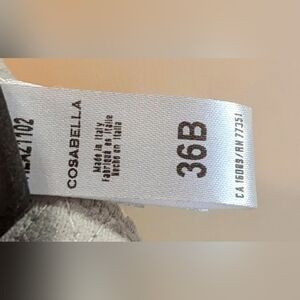 COSABELLA
Made in Italy
Fabriqué en Italie
Hecho en Italia
36B
CA 16089/RN 77351